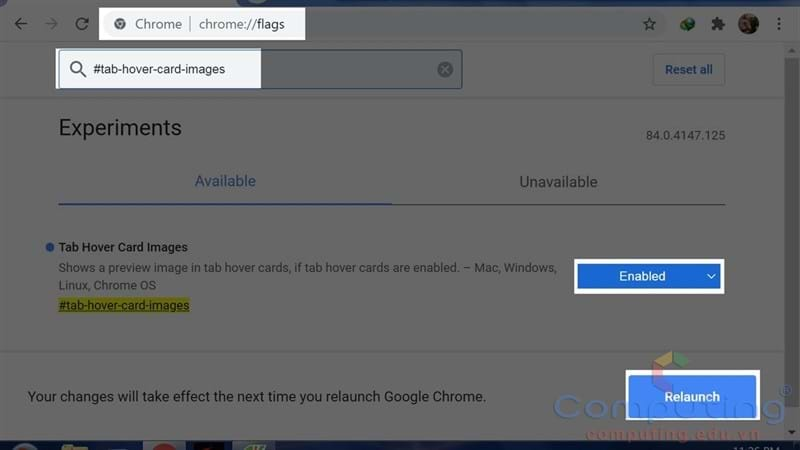 Chrome | chrome://flags
#tab-hover-card-images
Reset all
Experiments
84.0.4147.125
Available
Unavailable
Tab Hover Card Images
Shows a preview image in tab hover cards, if tab hover cards are enabled. – Mac, Windows,
Linux, Chrome OS
#tab-hover-card-images
Enabled
Your changes will take effect the next time you relaunch Google Chrome.
Relaunch
Computing®
computing.edu.vn
11:36 PM